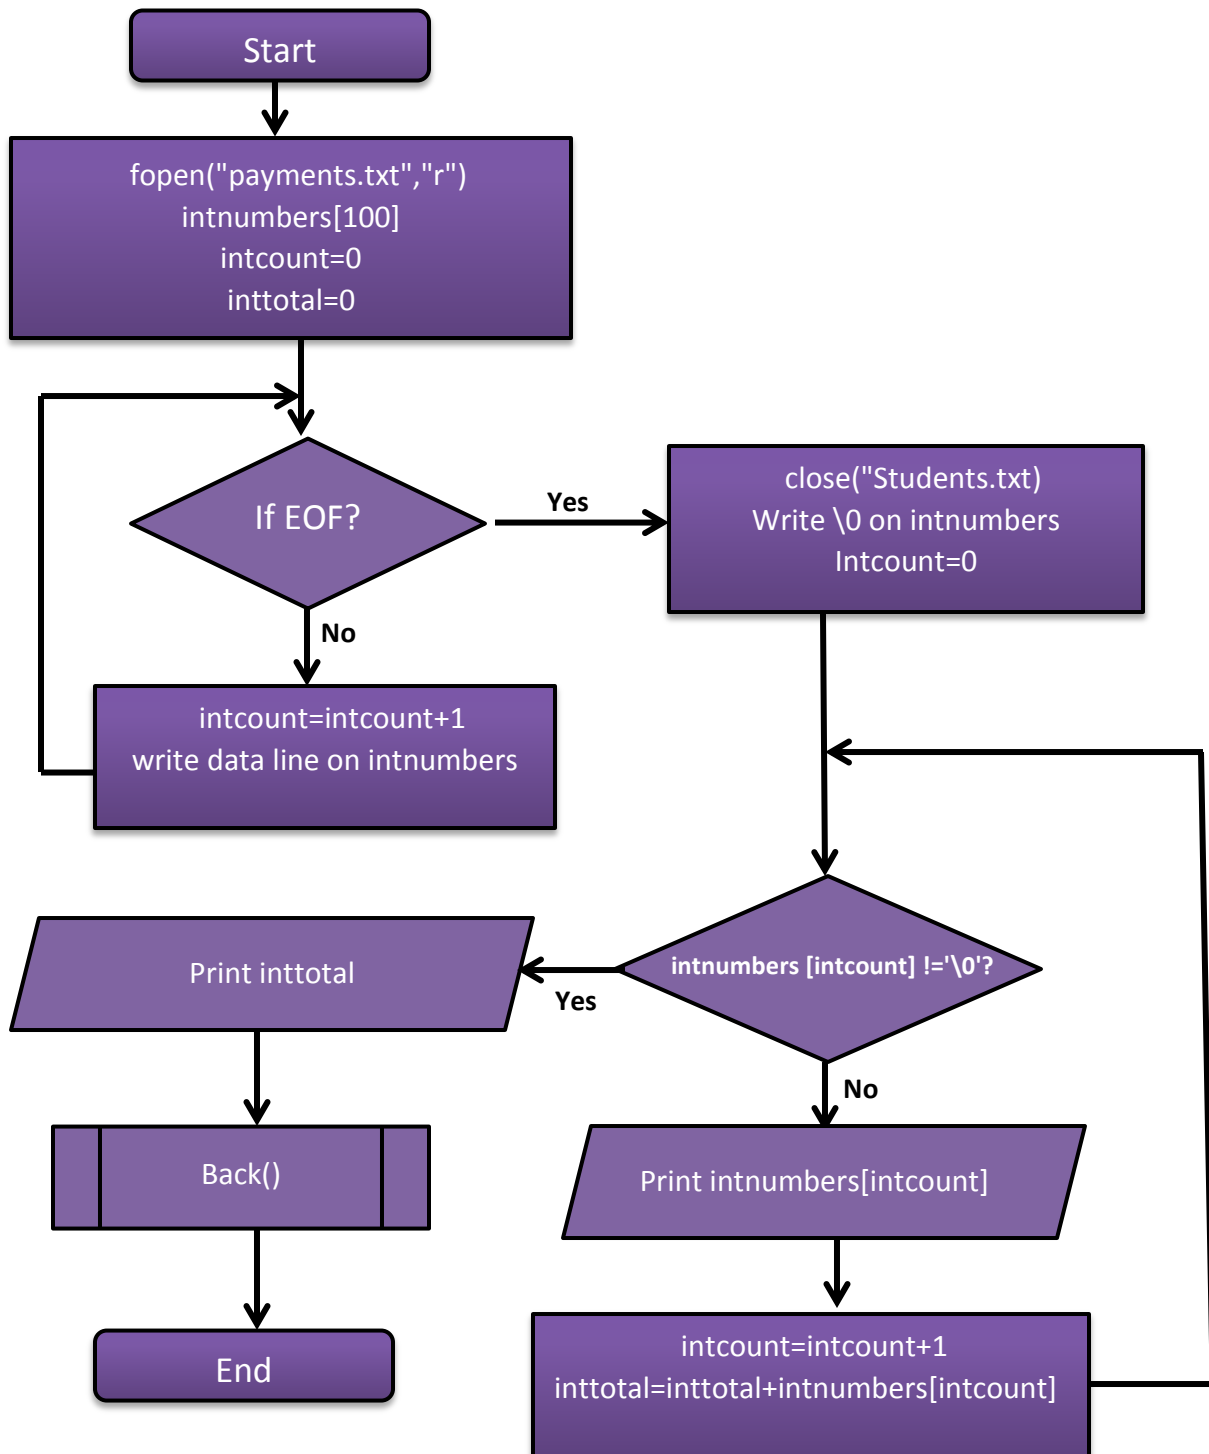 Start
fopen("payments.txt","r")
intnumbers[100]
intcount=0
inttotal=0
If EOF?
Yes
close("Students.txt)
Write \0 on intnumbers
Intcount=0
No
intcount=intcount+1
write data line on intnumbers
intnumbers [intcount] !='\0'?
Yes
Print inttotal
No
Back()
Print intnumbers[intcount]
End
intcount=intcount+1
inttotal=inttotal+intnumbers[intcount]